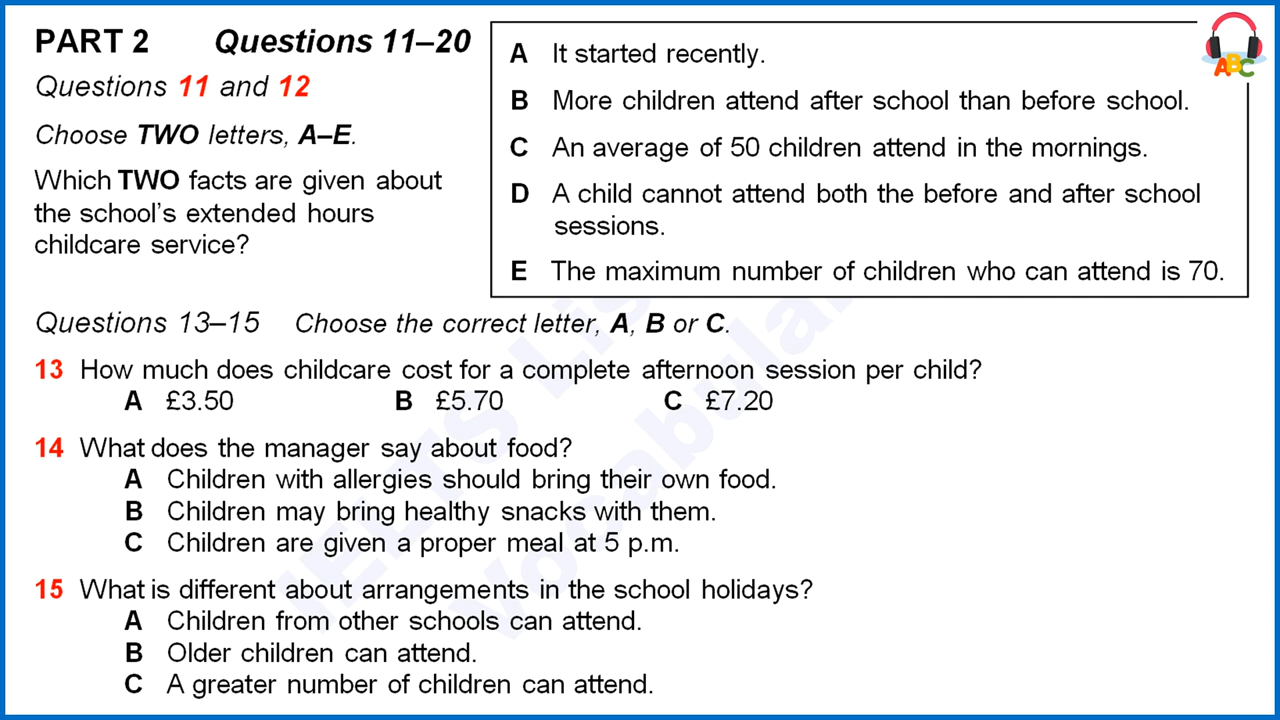 PART 2 Questions 11–20
Questions 11 and 12
Choose TWO letters, A–E.
Which TWO facts are given about
the school's extended hours
childcare service?
A It started recently.
B More children attend after school than before school.
C An average of 50 children attend in the mornings.
D A child cannot attend both the before and after school
sessions.
E The maximum number of children who can attend is 70.
ABC
Questions 13–15 Choose the correct letter, A, B or C.
13 How much does childcare cost for a complete afternoon session per child?
A £3.50 B £5.70 C £7.20
14 What does the manager say about food?
A Children with allergies should bring their own food.
B Children may bring healthy snacks with them.
C Children are given a proper meal at 5 p.m.
15 What is different about arrangements in the school holidays?
A Children from other schools can attend.
B Older children can attend.
C A greater number of children can attend.